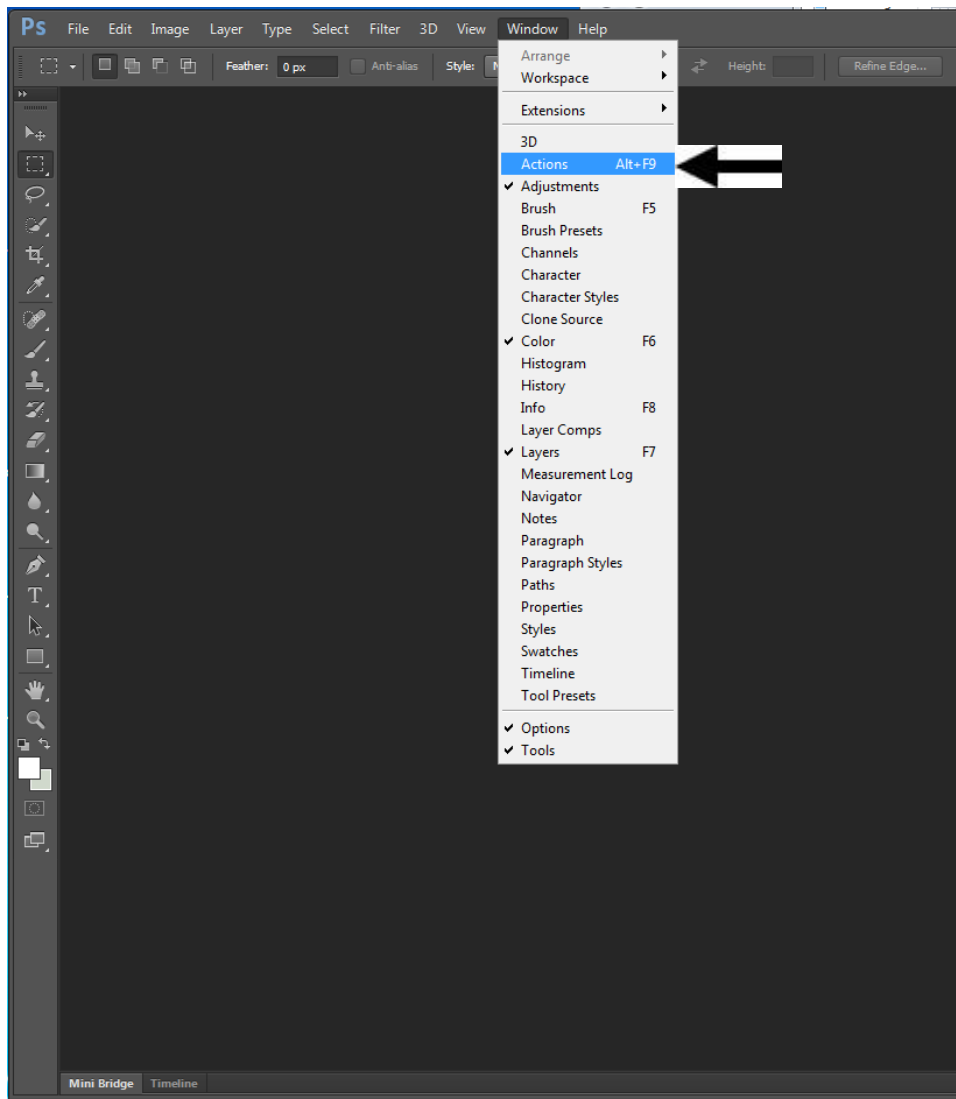 Ps File Edit Image Layer Type Select Filter 3D View Window Help
Feather: 0 px Anti-alias Style: Height: Refine Edge...
Arrange
Workspace
Extensions
3D
Actions Alt+F9
Adjustments
Brush F5
Brush Presets
Channels
Character
Character Styles
Clone Source
Color F6
Histogram
History
Info F8
Layer Comps
Layers F7
Measurement Log
Navigator
Notes
Paragraph
Paragraph Styles
Paths
Properties
Styles
Swatches
Timeline
Tool Presets
Options
Tools
Mini Bridge Timeline